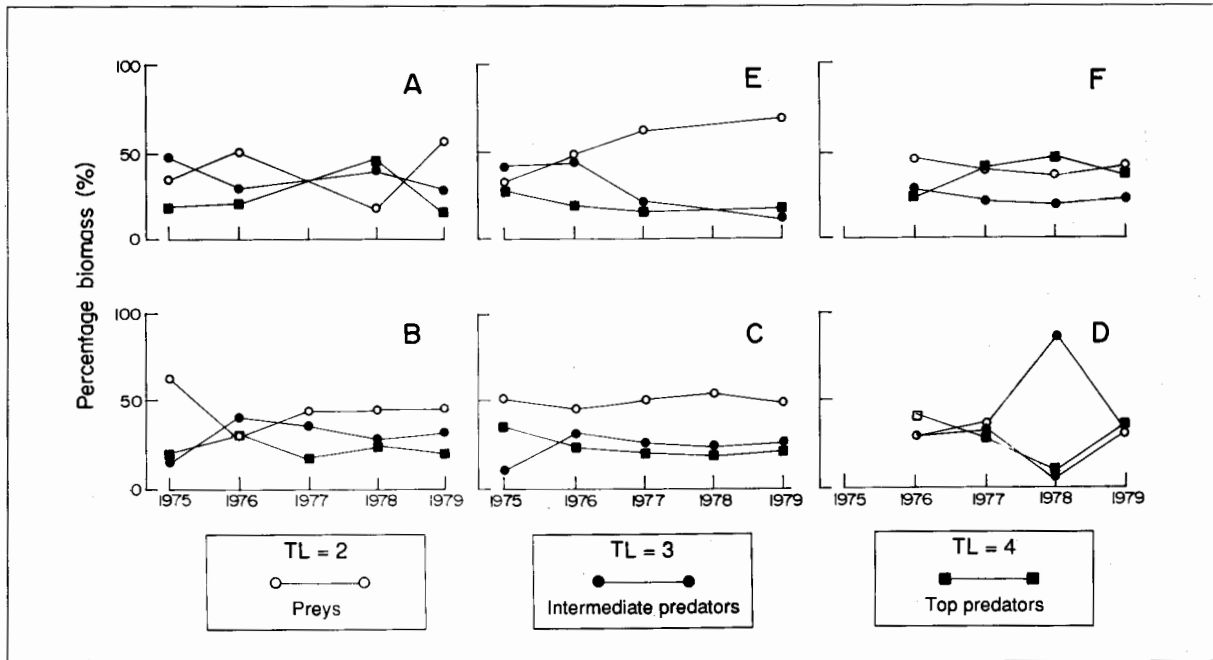 Percentage biomass (%)
100
50
0
A
E
F
100
50
0
B
C
D
1975 1976 1977 1978 1979
1975 1976 1977 1978 1979
1975 1976 1977 1978 1979
TL = 2
Preys
TL = 3
Intermediate predators
TL = 4
Top predators